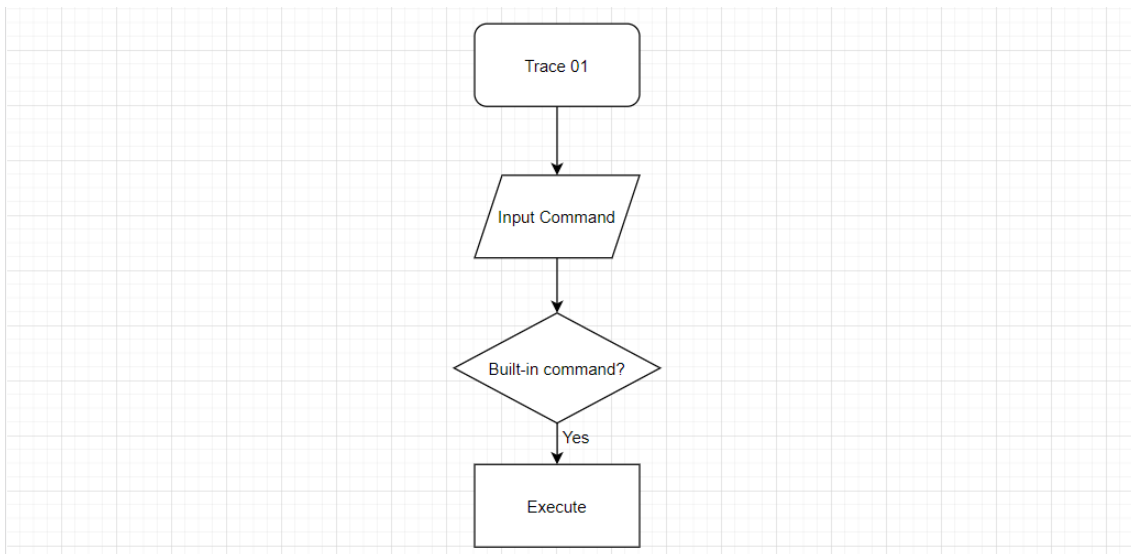 Trace 01
Input Command
Built-in command?
Yes
Execute